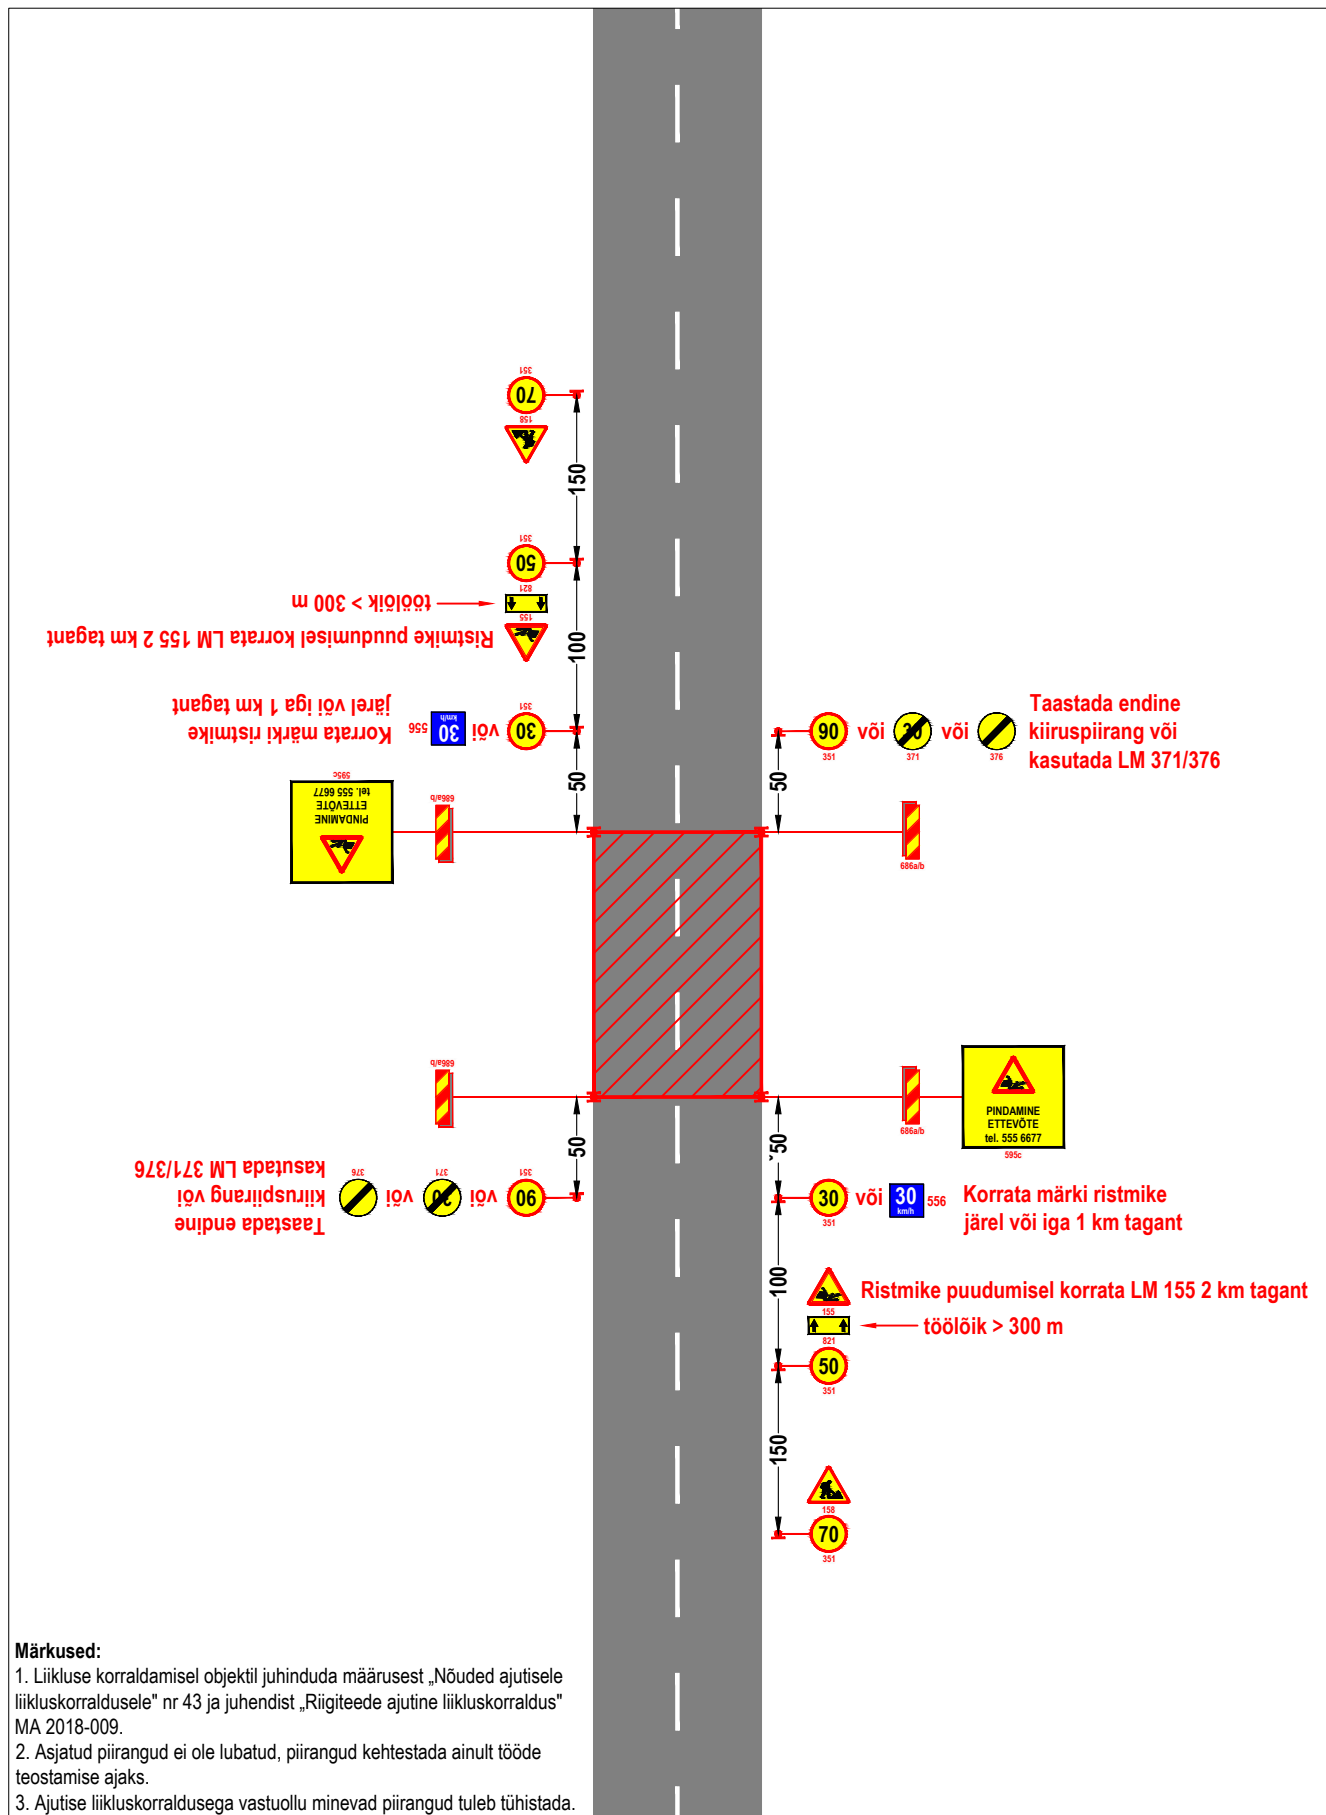 351
70
158
150
351
50
821
töölõik > 300 m
155
Ristmike puudumisel korrata LM 155 2 km tagant
100
351
30
või
30
km/h
556
Korrata märki ristmike
järel või iga 1 km tagant
50
595c
PINDAMINE
ETTEVÕTE
tel. 555 6677
686a/b
90
351
või
30
371
või
376
Taastada endine
kiiruspiirang või
kasutada LM 371/376
50
686a/b
686a/b
50
351
90
või
371
30
või
376
Taastada endine
kiiruspiirang või
kasutada LM 371/376
686a/b
PINDAMINE
ETTEVÕTE
tel. 555 6677
595c
50
30
351
või
30
km/h
556
Korrata märki ristmike
järel või iga 1 km tagant
100
155
Ristmike puudumisel korrata LM 155 2 km tagant
821
töölõik > 300 m
50
351
150
158
70
351
Märkused:
1. Liikluse korraldamisel objektil juhinduda määrusest „Nõuded ajutisele
liikluskorraldusele" nr 43 ja juhendist „Riigiteede ajutine liikluskorraldus"
MA 2018-009.
2. Asjatud piirangud ei ole lubatud, piirangud kehtestada ainult tööde
teostamise ajaks.
3. Ajutise liikluskorraldusega vastuollu minevad piirangud tuleb tühistada.